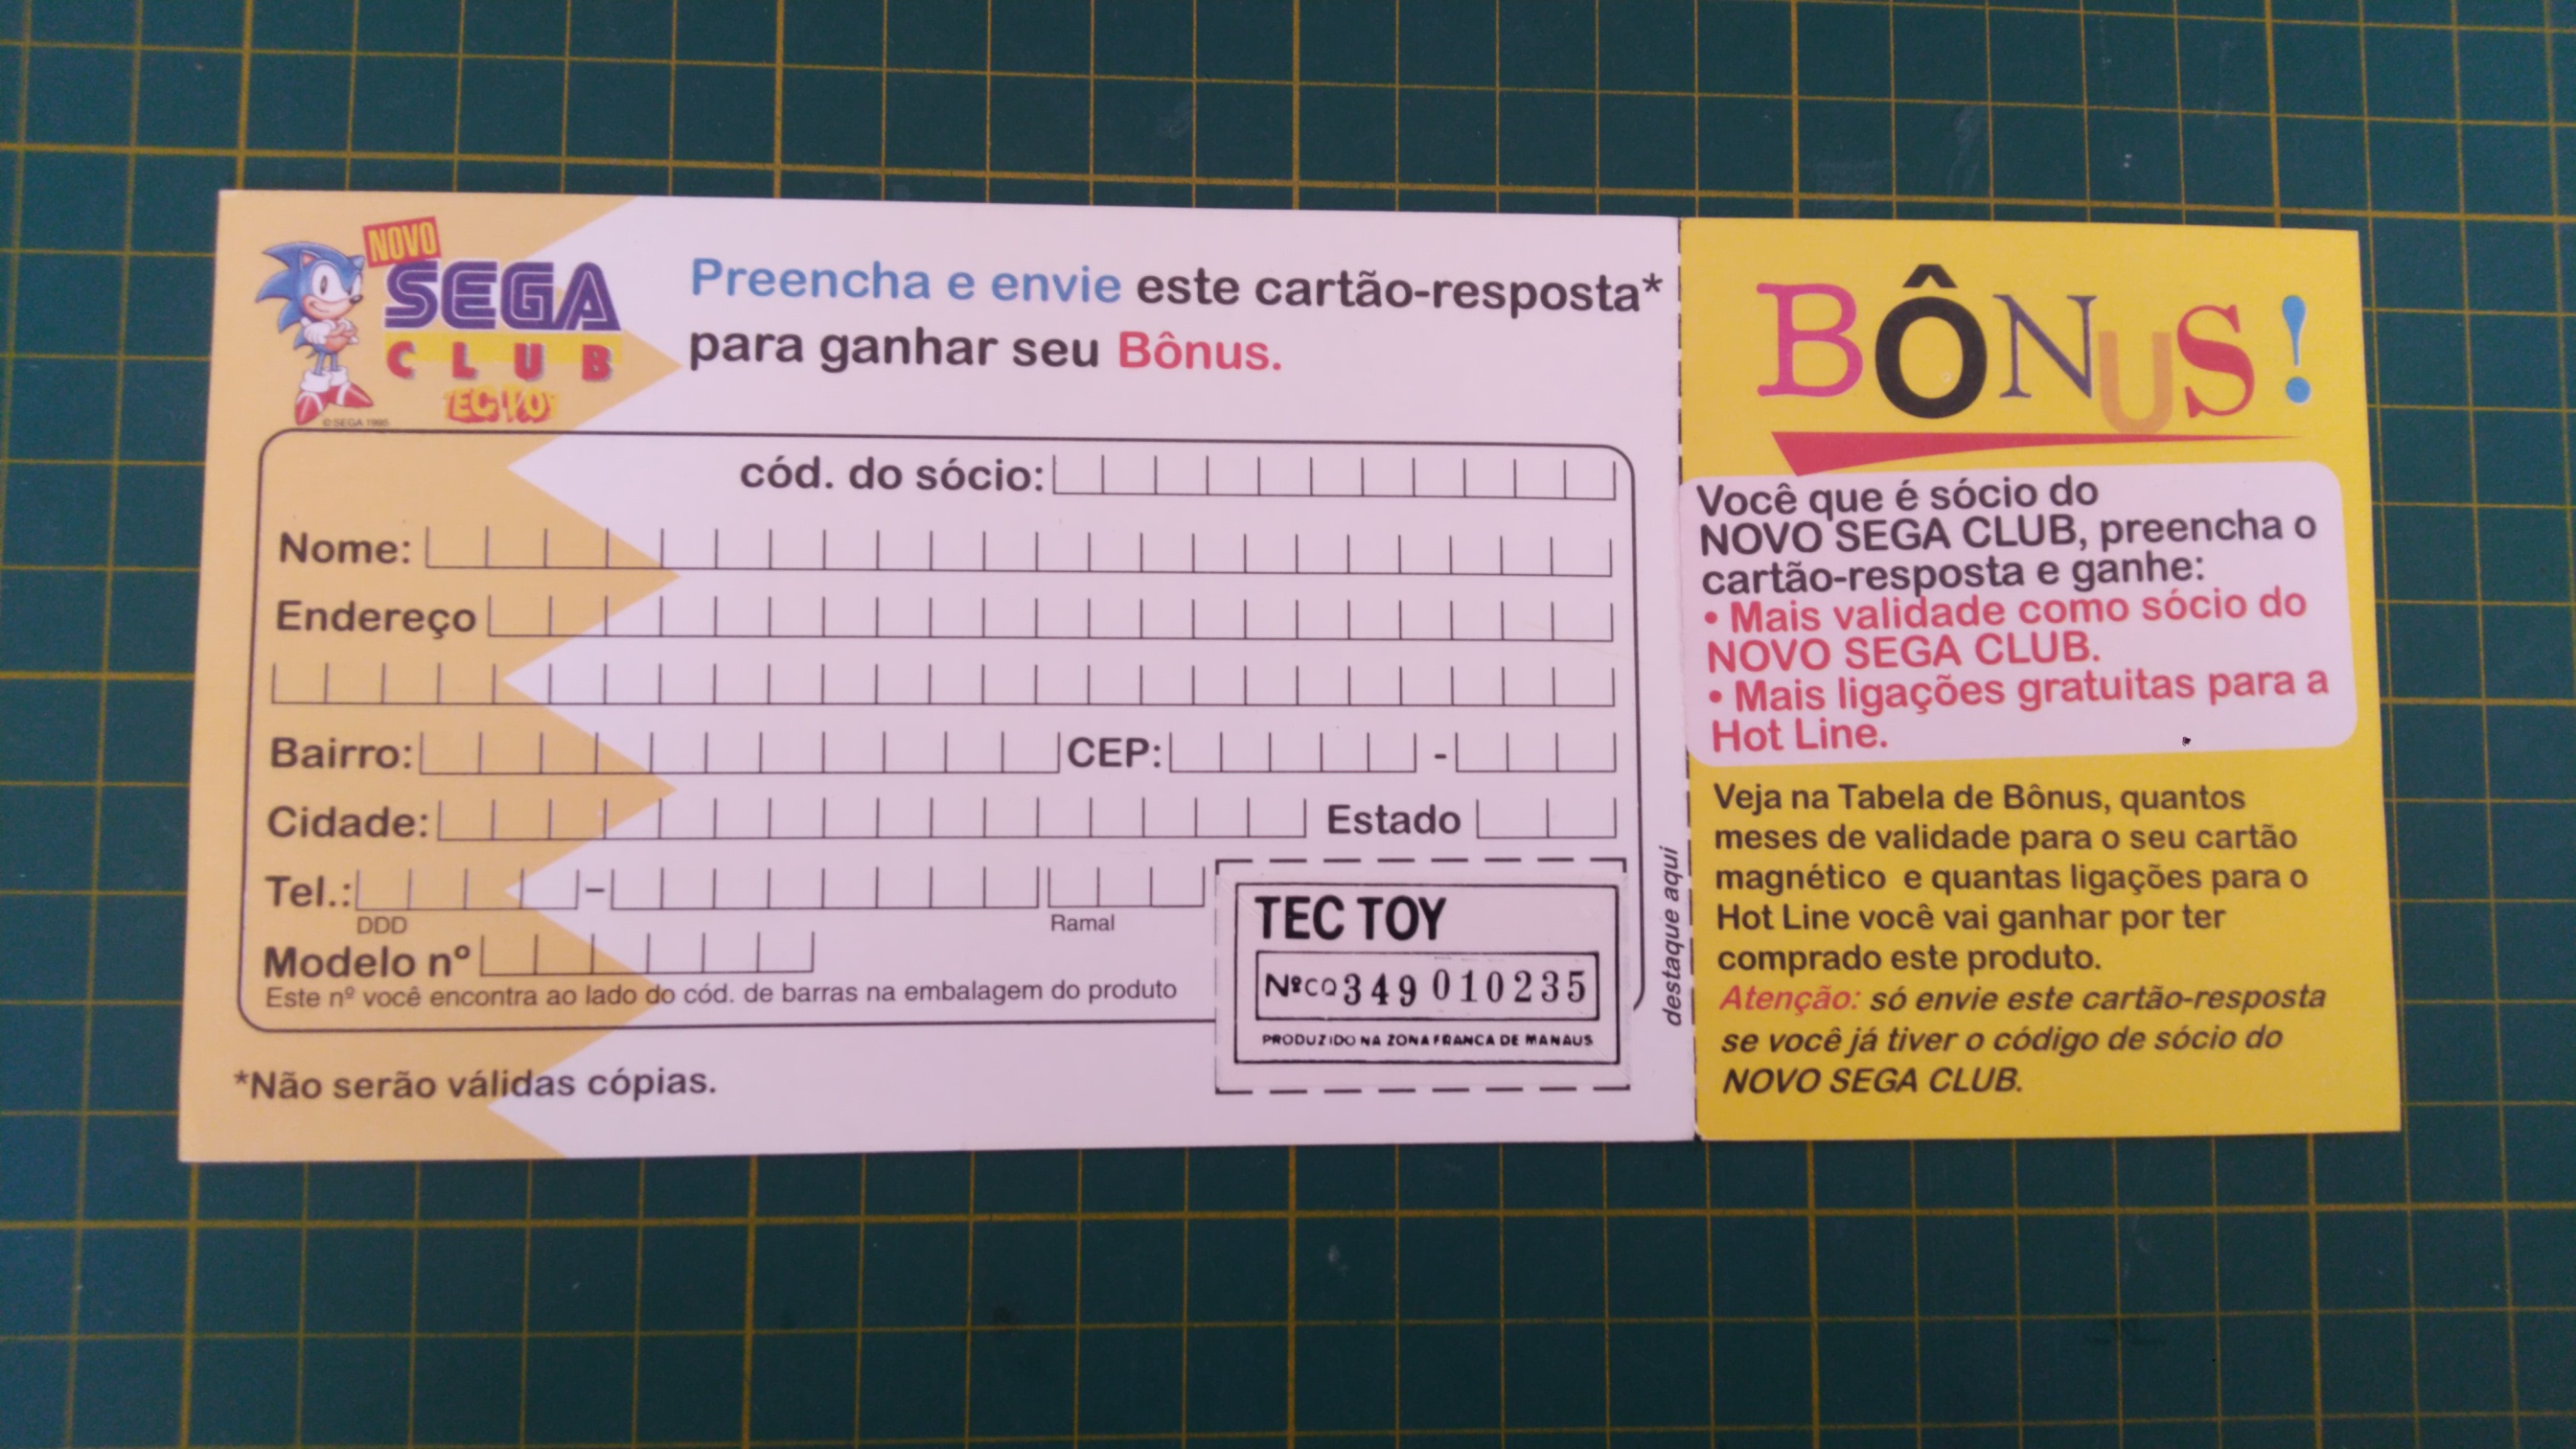 NOVO
SEGA
CLUB
TEC TOY
© SEGA 1995
Preencha e envie este cartão-resposta*
para ganhar seu Bônus.
cód. do sócio:
Nome:
Endereço
Bairro: CEP: -
Cidade: Estado
Tel.: –
DDD Ramal
Modelo nº
Este nº você encontra ao lado do cód. de barras na embalagem do produto
*Não serão válidas cópias.
TEC TOY
Nº CQ 349 010235
PRODUZIDO NA ZONA FRANCA DE MANAUS
destaque aqui
BÔNUS!
Você que é sócio do
NOVO SEGA CLUB, preencha o
cartão-resposta e ganhe:
• Mais validade como sócio do
NOVO SEGA CLUB.
• Mais ligações gratuitas para a
Hot Line.
Veja na Tabela de Bônus, quantos
meses de validade para o seu cartão
magnético e quantas ligações para o
Hot Line você vai ganhar por ter
comprado este produto.
Atenção: só envie este cartão-resposta
se você já tiver o código de sócio do
NOVO SEGA CLUB.